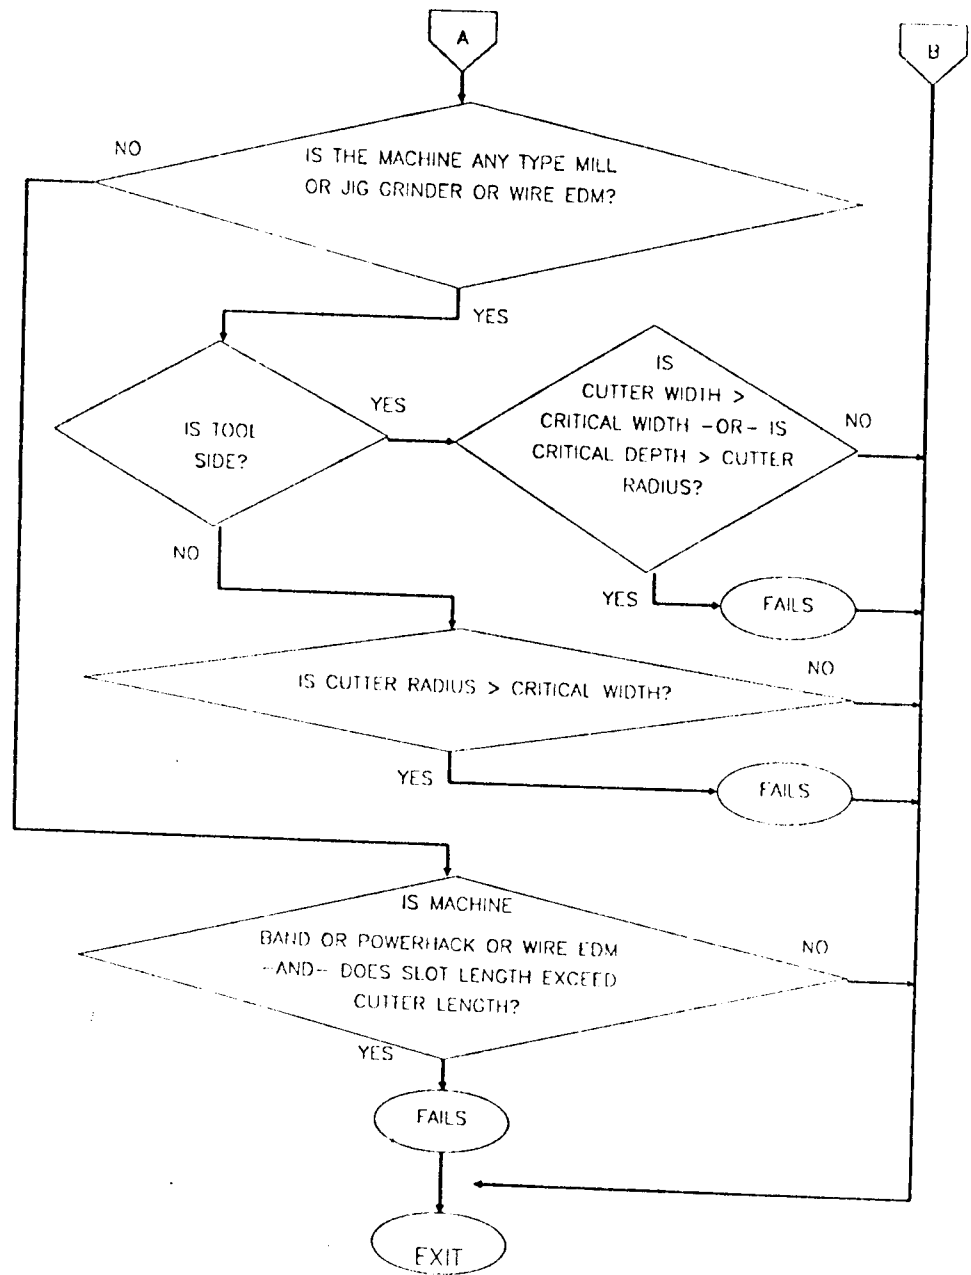 A
B
NO
IS THE MACHINE ANY TYPE MILL
OR JIG GRINDER OR WIRE EDM?
YES
IS TOOL
SIDE?
YES
IS
CUTTER WIDTH >
CRITICAL WIDTH -OR- IS
CRITICAL DEPTH > CUTTER
RADIUS?
NO
NO
YES
FAILS
IS CUTTER RADIUS > CRITICAL WIDTH?
NO
YES
FAILS
IS MACHINE
BAND OR POWERHACK OR WIRE EDM
-AND- DOES SLOT LENGTH EXCEED
CUTTER LENGTH?
NO
YES
FAILS
EXIT